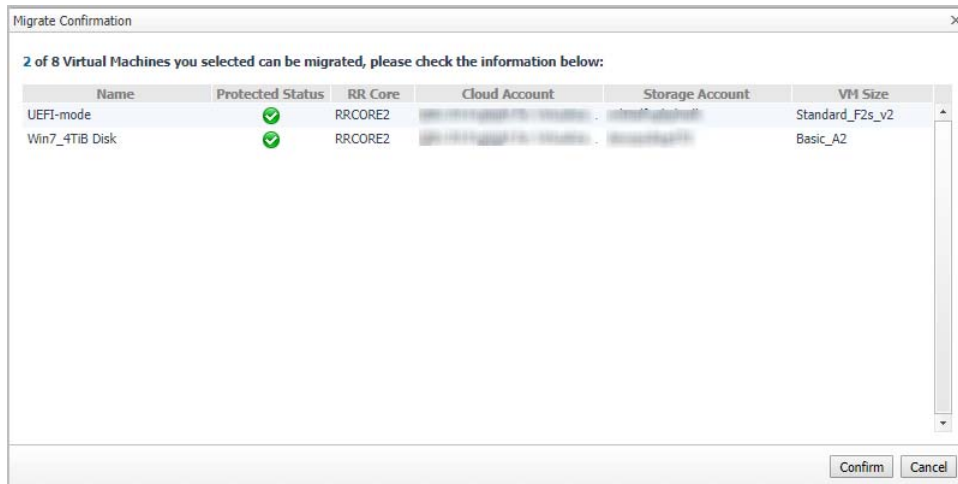 Migrate Confirmation
2 of 8 Virtual Machines you selected can be migrated, please check the information below:
Name Protected Status RR Core Cloud Account Storage Account VM Size
UEFI-mode RRCORE2 Standard_F2s_v2
Win7_4TiB Disk RRCORE2 Basic_A2
Confirm Cancel